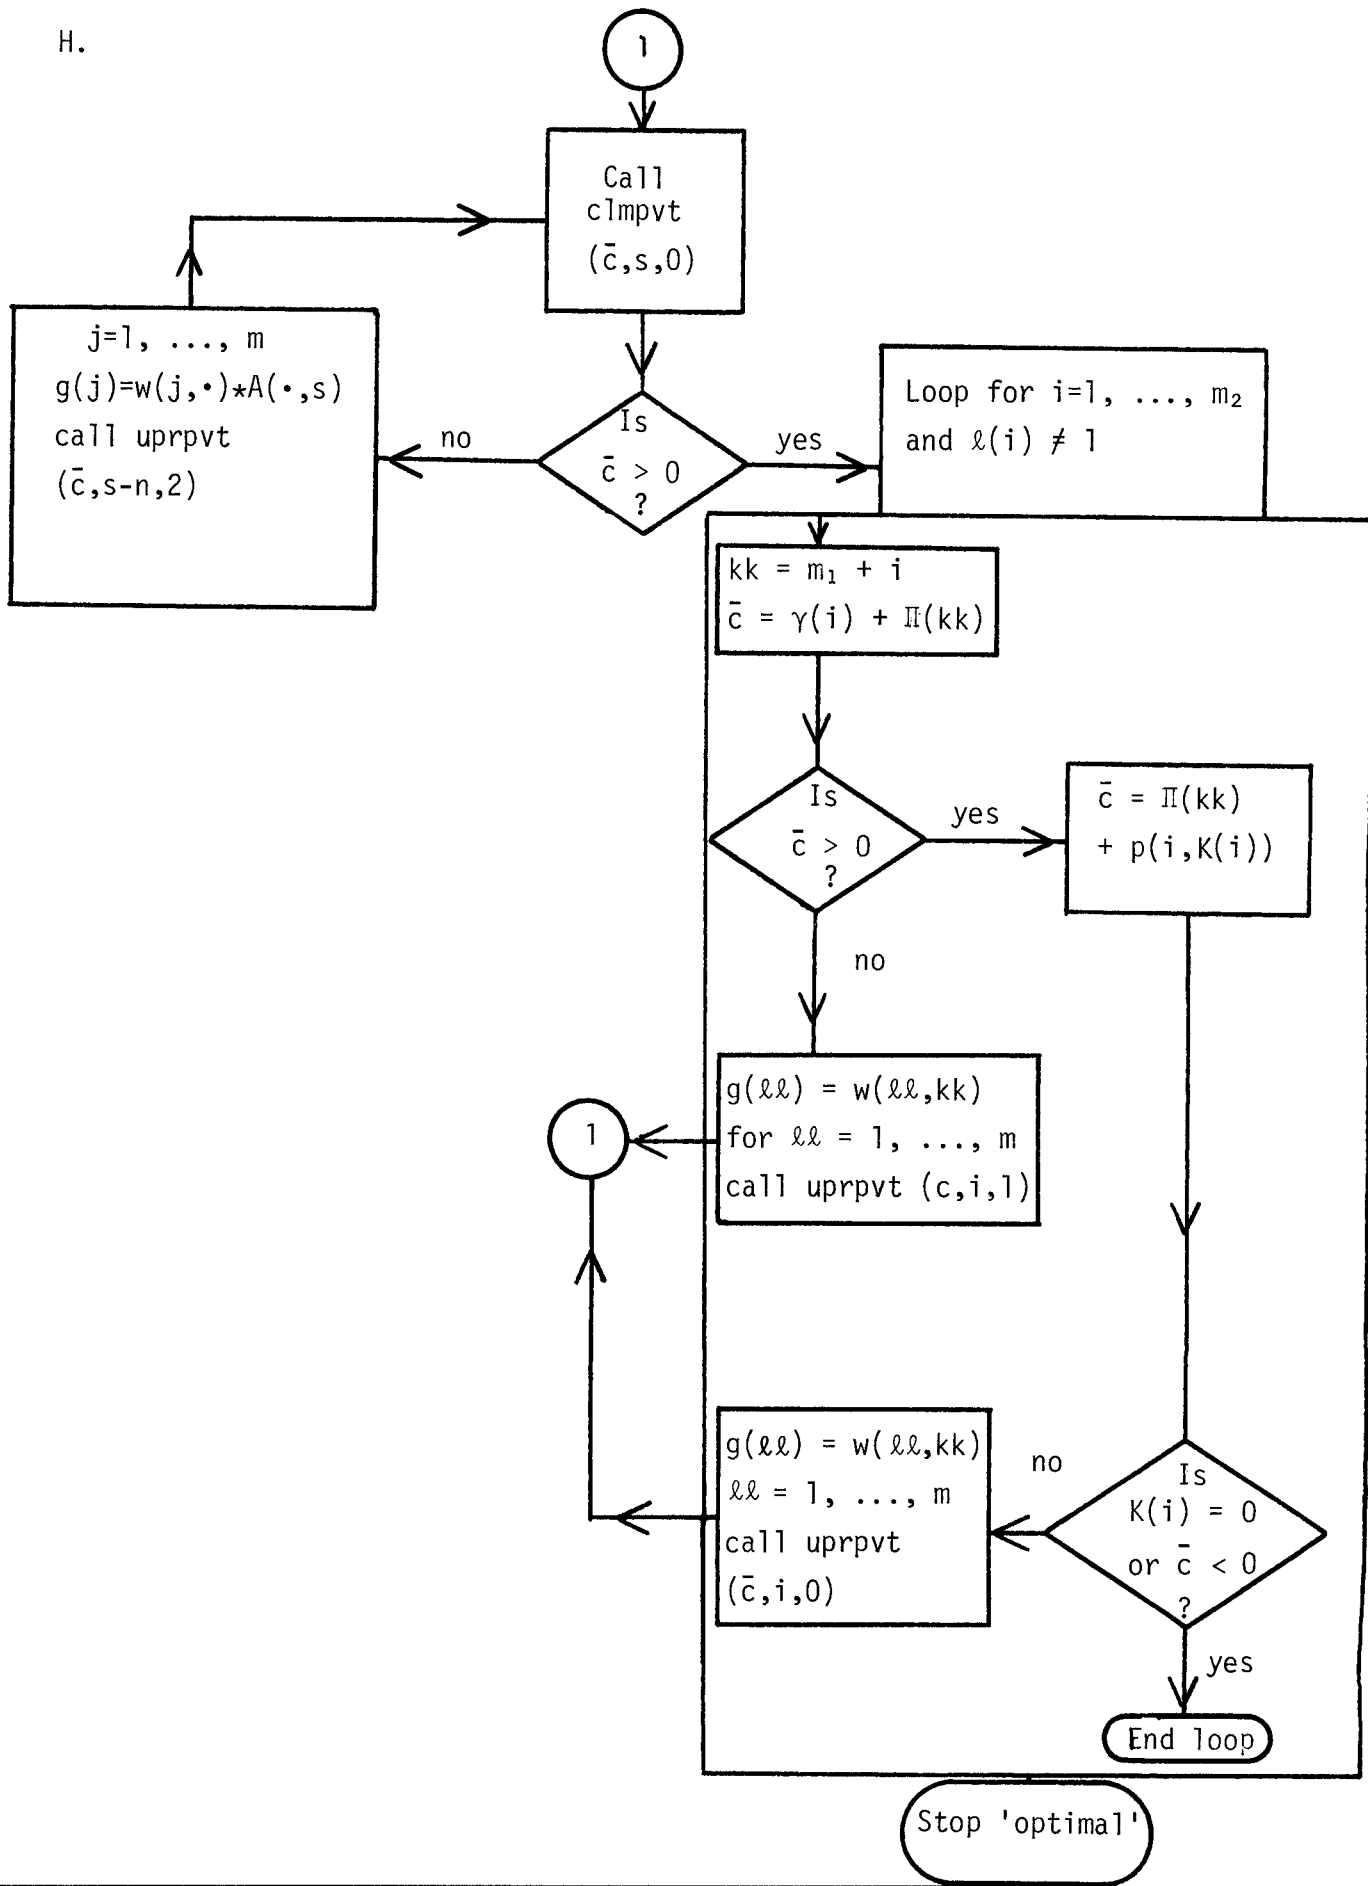 H.
1
Call
clmpvt
(c̄,s,0)
j=1, ..., m
g(j)=w(j,•)*A(•,s)
call uprpvt
(c̄,s-n,2)
no
Is
c̄ > 0
?
yes
Loop for i=1, ..., m₂
and ℓ(i) ≠ 1
kk = m₁ + i
c̄ = γ(i) + Π(kk)
Is
c̄ > 0
?
yes
c̄ = Π(kk)
+ p(i,K(i))
no
g(ℓℓ) = w(ℓℓ,kk)
for ℓℓ = 1, ..., m
call uprpvt (c,i,1)
1
g(ℓℓ) = w(ℓℓ,kk)
ℓℓ = 1, ..., m
call uprpvt
(c̄,i,0)
no
Is
K(i) = 0
or c̄ < 0
?
yes
End loop
Stop 'optimal'